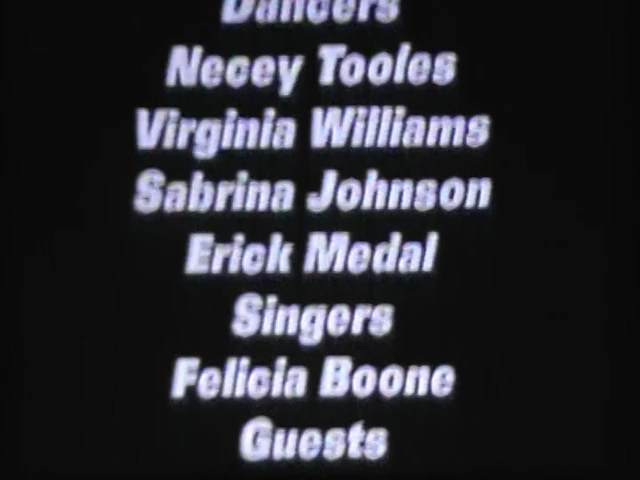 Dancers
Necey Tooles
Virginia Williams
Sabrina Johnson
Erick Medal
Singers
Felicia Boone
Guests